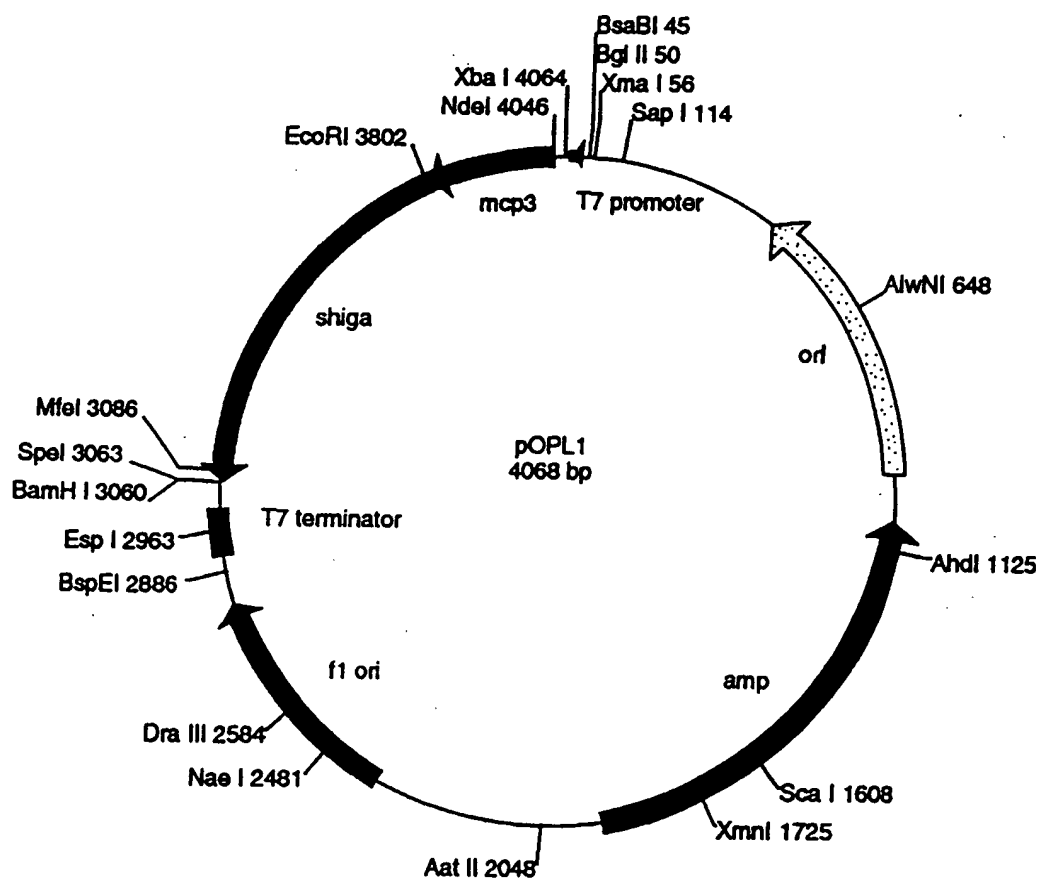 BsaBI 45
Bgl II 50
Xba I 4064
Xma I 56
NdeI 4046
Sap I 114
EcoRI 3802
mcp3
T7 promoter
AlwNI 648
shiga
ori
MfeI 3086
SpeI 3063
BamH I 3060
pOPL1
4068 bp
T7 terminator
Esp I 2963
BspEI 2886
AhdI 1125
f1 ori
amp
Dra III 2584
Nae I 2481
Sca I 1608
XmnI 1725
Aat II 2048